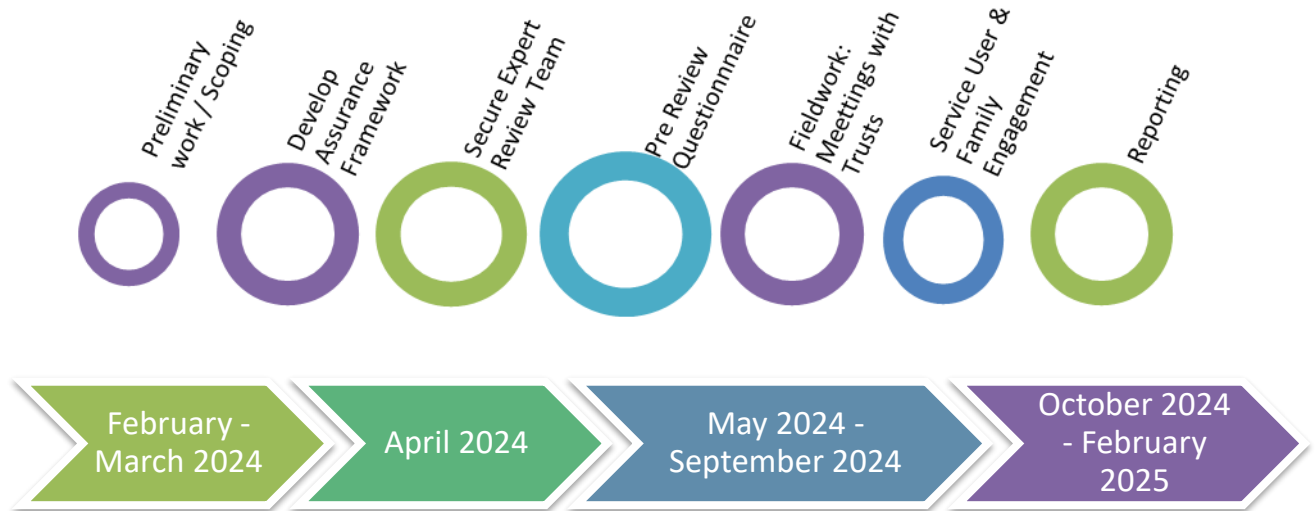 Preliminary
work / Scoping
Develop
Assurance
Framework
Secure Expert
Review Team
Pre Review
Questionnnaire
Fieldwork:
Meettings with
Trusts
Service User &
Family
Engagement
Reporting
February -
March 2024
April 2024
May 2024 -
September 2024
October 2024
- February
2025